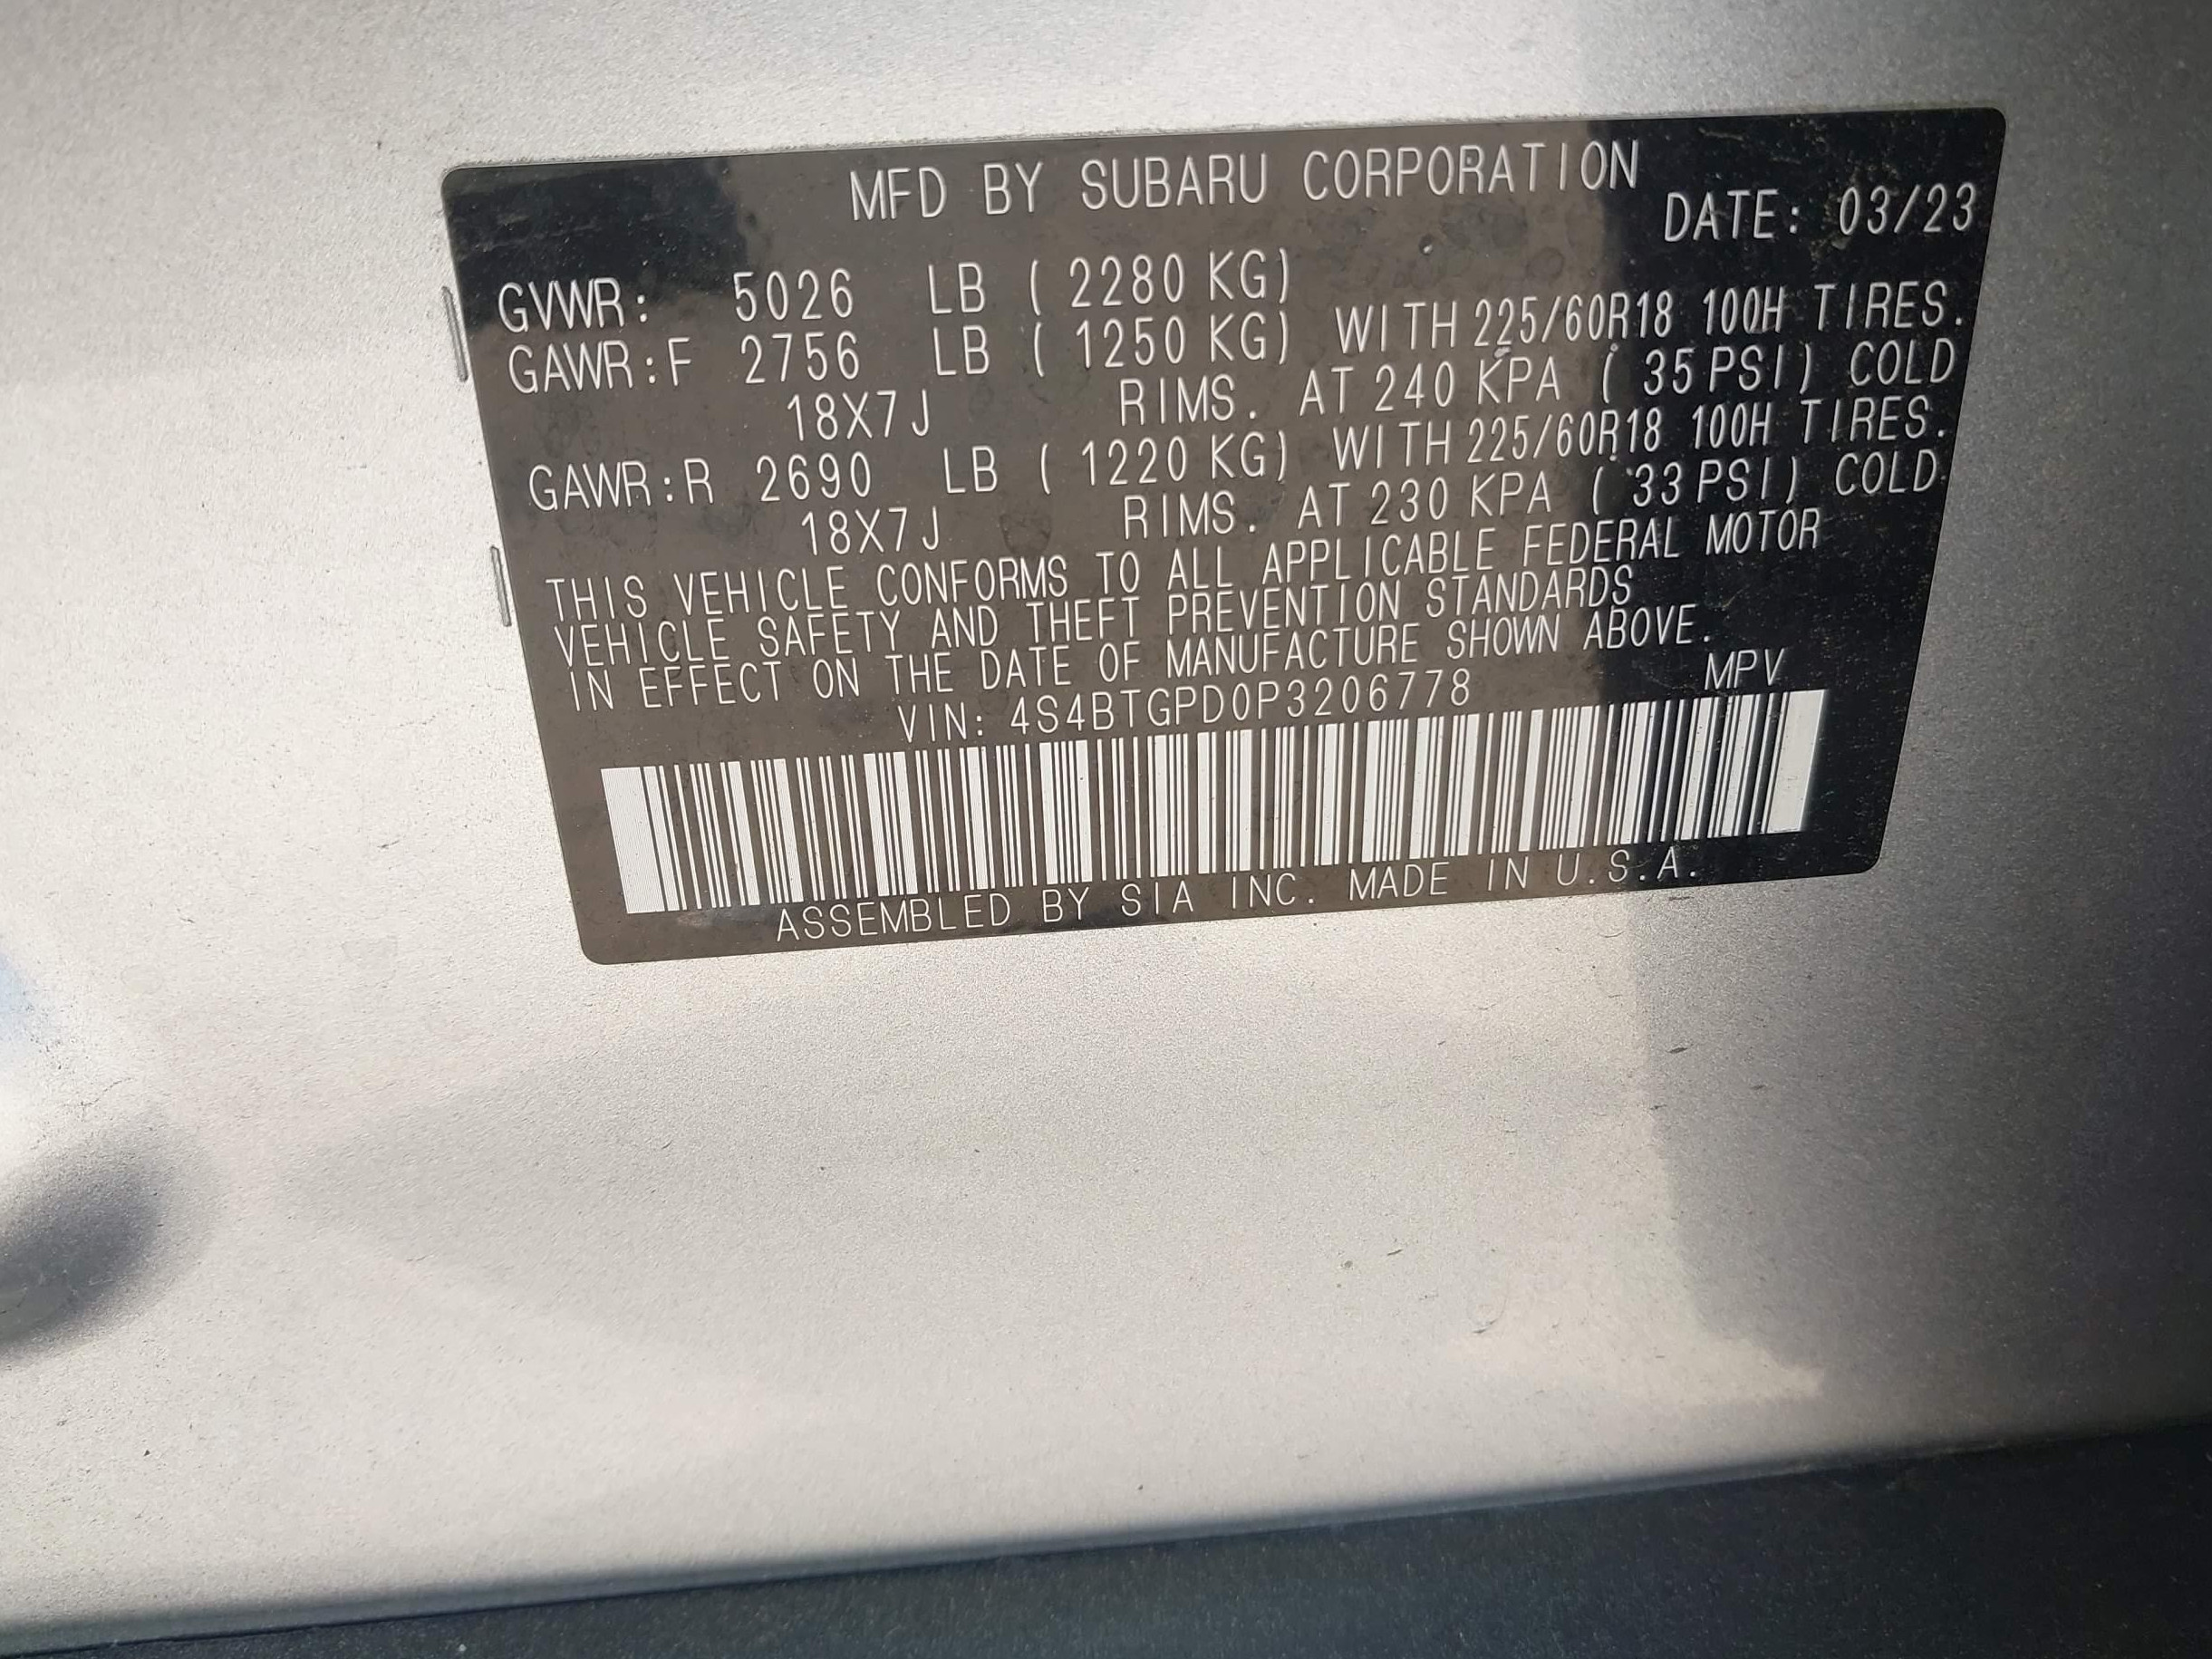 MFD BY SUBARU CORPORATION
DATE: 03/23
GVWR: 5026 LB ( 2280 KG)
GAWR:F 2756 LB ( 1250 KG) WITH 225/60R18 100H TIRES.
18X7J RIMS. AT 240 KPA ( 35 PSI) COLD
GAWR:R 2690 LB ( 1220 KG) WITH 225/60R18 100H TIRES.
18X7J RIMS. AT 230 KPA ( 33 PSI) COLD
THIS VEHICLE CONFORMS TO ALL APPLICABLE FEDERAL MOTOR
VEHICLE SAFETY AND THEFT PREVENTION STANDARDS
IN EFFECT ON THE DATE OF MANUFACTURE SHOWN ABOVE.
VIN: 4S4BTGPD0P3206778 MPV
ASSEMBLED BY SIA INC. MADE IN U.S.A.